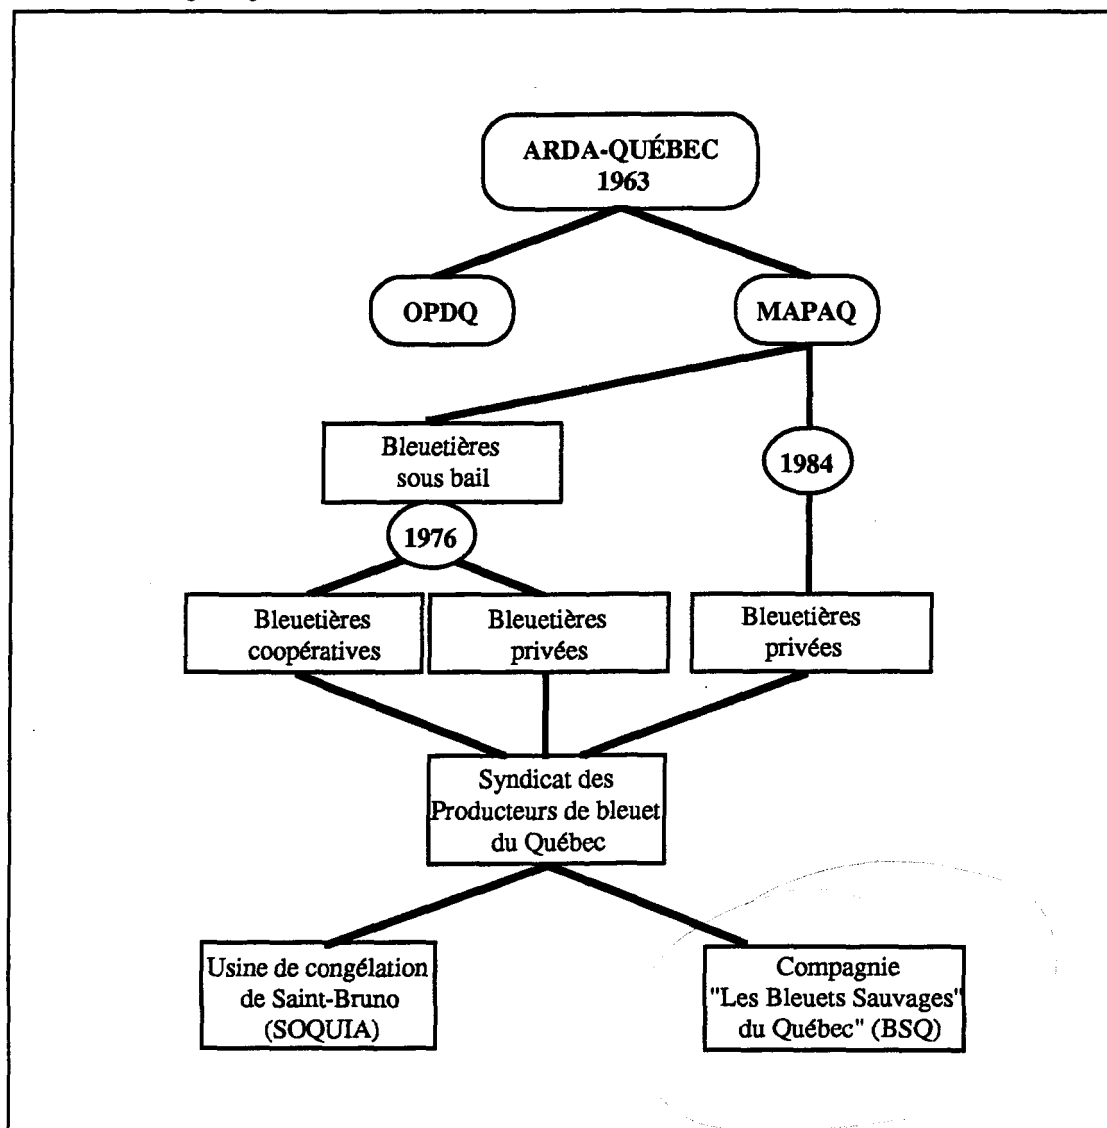 ARDA-QUÉBEC
1963
OPDQ
MAPAQ
Bleuetières
sous bail
1984
1976
Bleuetières
coopératives
Bleuetières
privées
Bleuetières
privées
Syndicat des
Producteurs de bleuet
du Québec
Usine de congélation
de Saint-Bruno
(SOQUIA)
Compagnie
"Les Bleuets Sauvages"
du Québec" (BSQ)